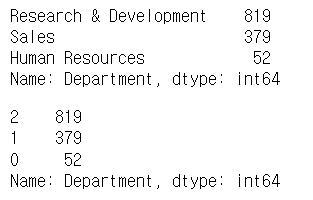 Research & Development    819
Sales                     379
Human Resources            52
Name: Department, dtype: int64
2    819
1    379
0     52
Name: Department, dtype: int64